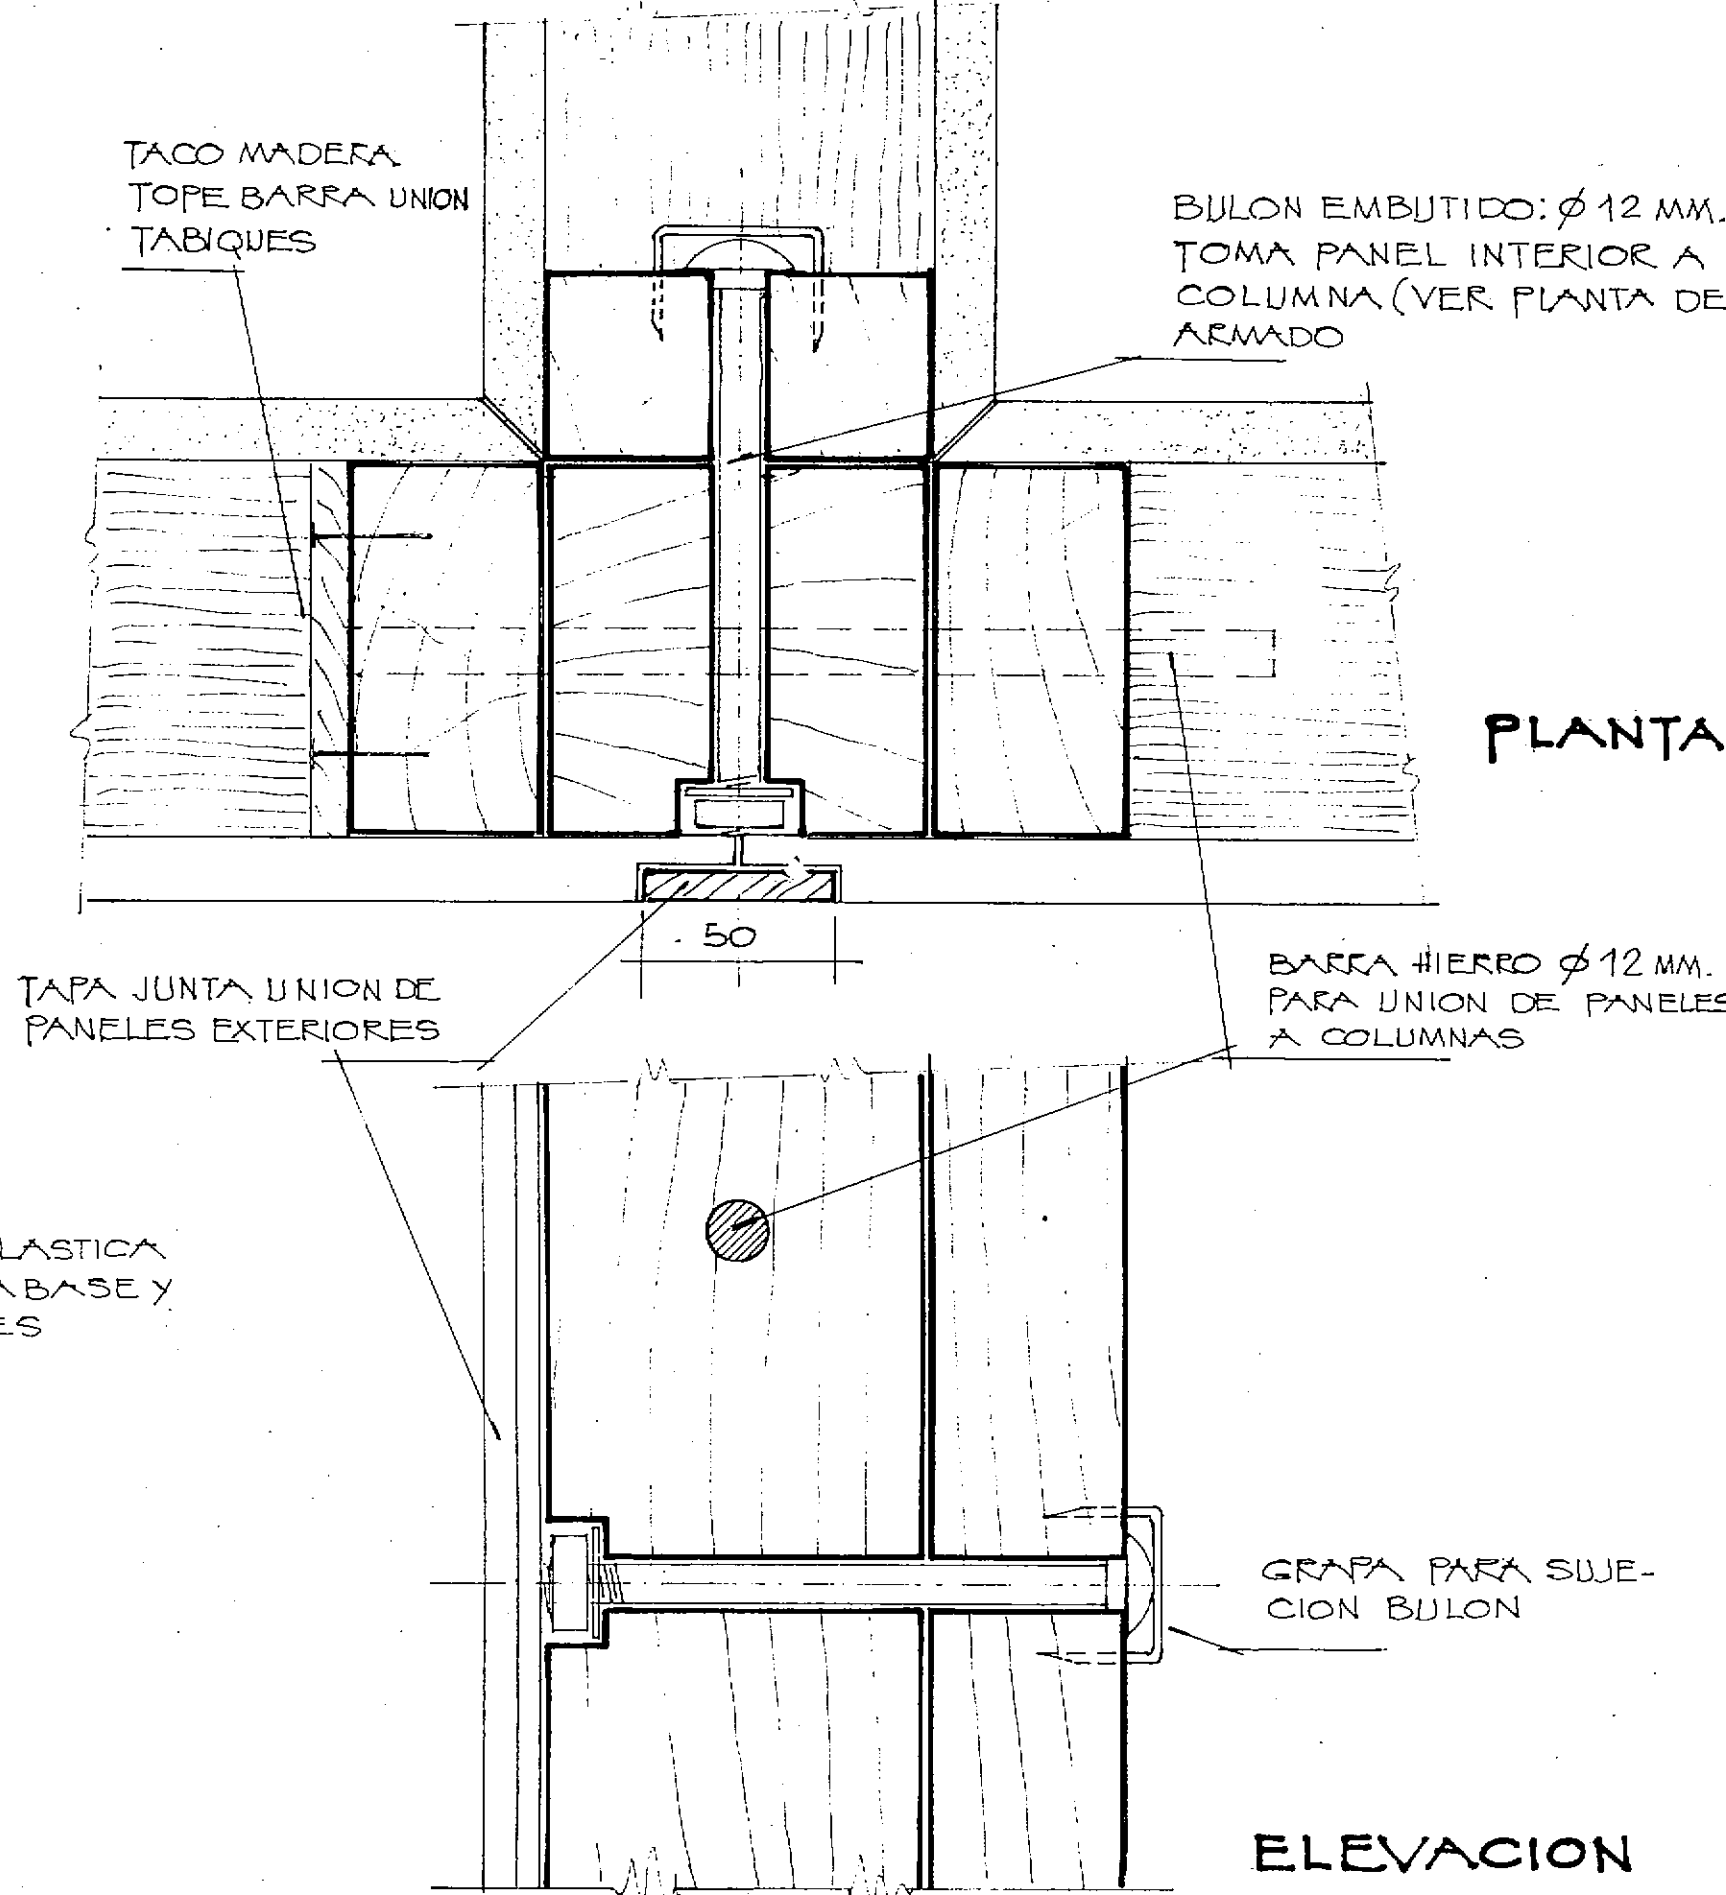 TACO MADERA
TOPE BARRA UNION
TABIQUES
BULON EMBUTIDO: Ø 12 MM.
TOMA PANEL INTERIOR A
COLUMNA (VER PLANTA DE
ARMADO
PLANTA
50
TAPA JUNTA UNION DE
PANELES EXTERIORES
BARRA HIERRO Ø 12 MM.
PARA UNION DE PANELES
A COLUMNAS
LASTICA
A BASE Y
ES
GRAPA PARA SUJE-
CION BULON
ELEVACION